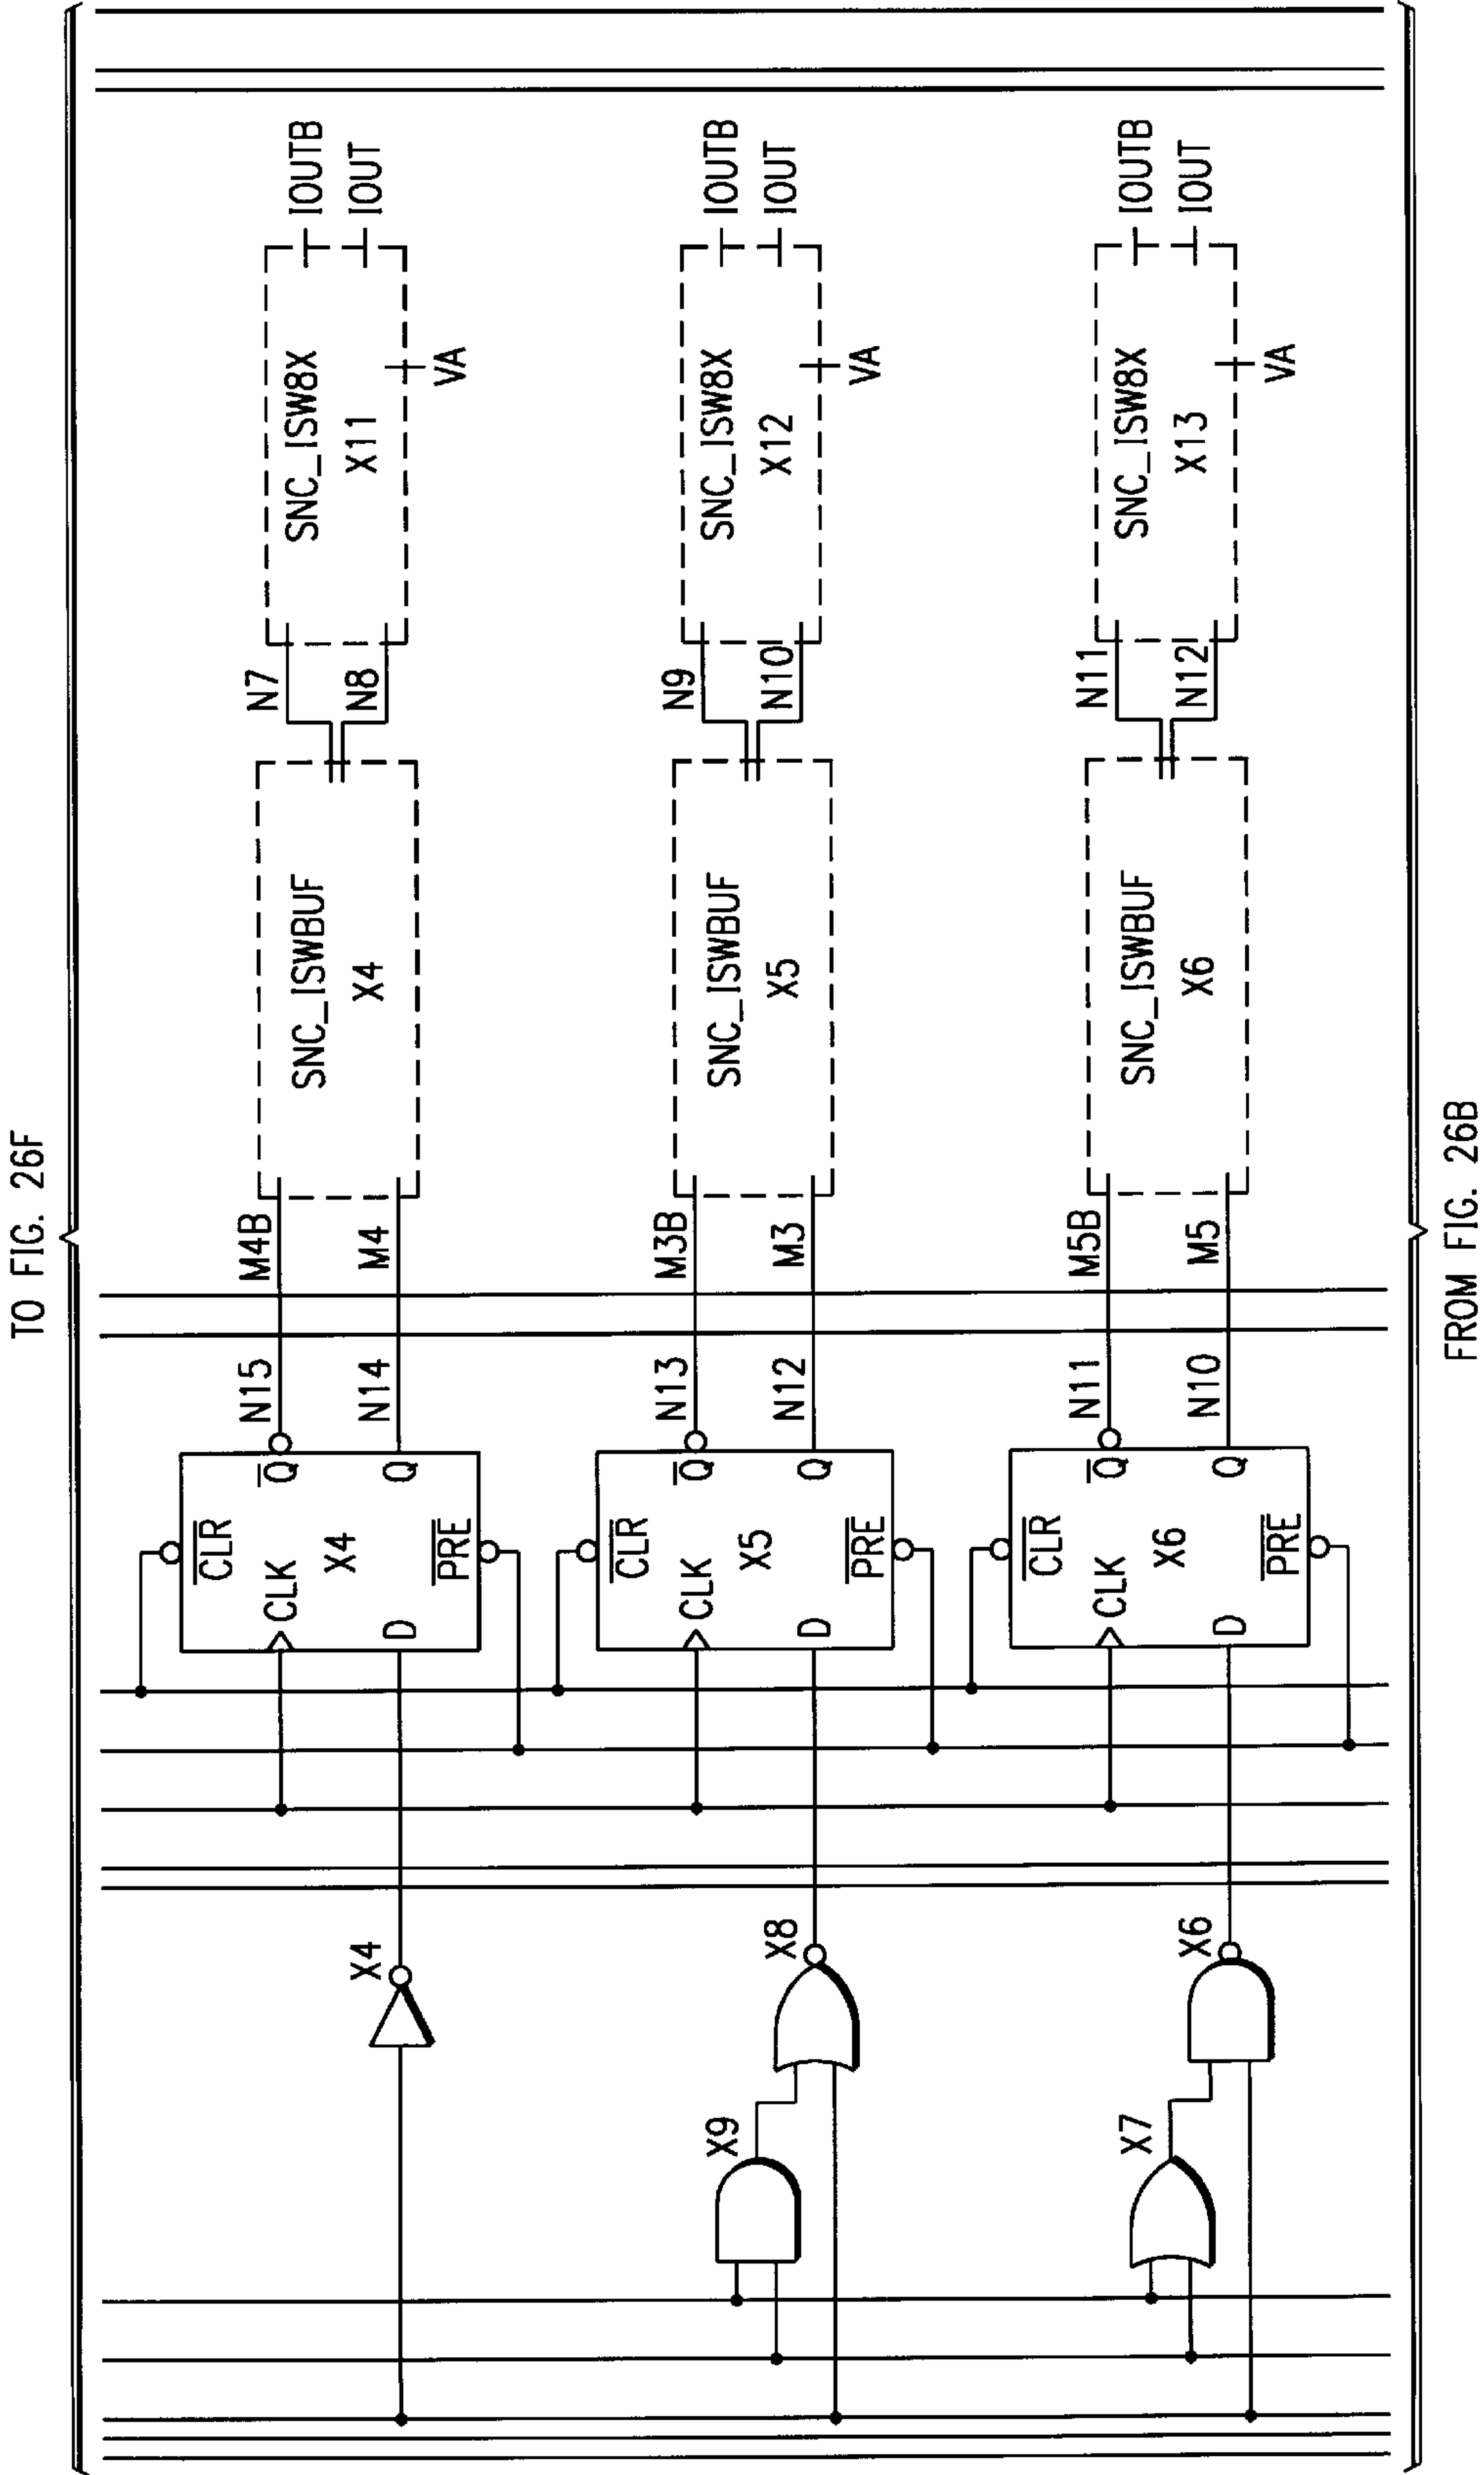 TO FIG. 26F
X4
CLR
CLK
Q
X4
D
Q
PRE
N15
M4B
N14
M4
SNC_ISWBUF
X4
N7
N8
SNC_ISW8X
X11
VA
IOUTB
IOUT
X9
X8
CLR
CLK
Q
X5
D
Q
PRE
N13
M3B
N12
M3
SNC_ISWBUF
X5
N9
N10
SNC_ISW8X
X12
VA
IOUTB
IOUT
X7
X6
CLR
CLK
Q
X6
D
Q
PRE
N11
M5B
N10
M5
SNC_ISWBUF
X6
N11
N12
SNC_ISW8X
X13
VA
IOUTB
IOUT
FROM FIG. 26B